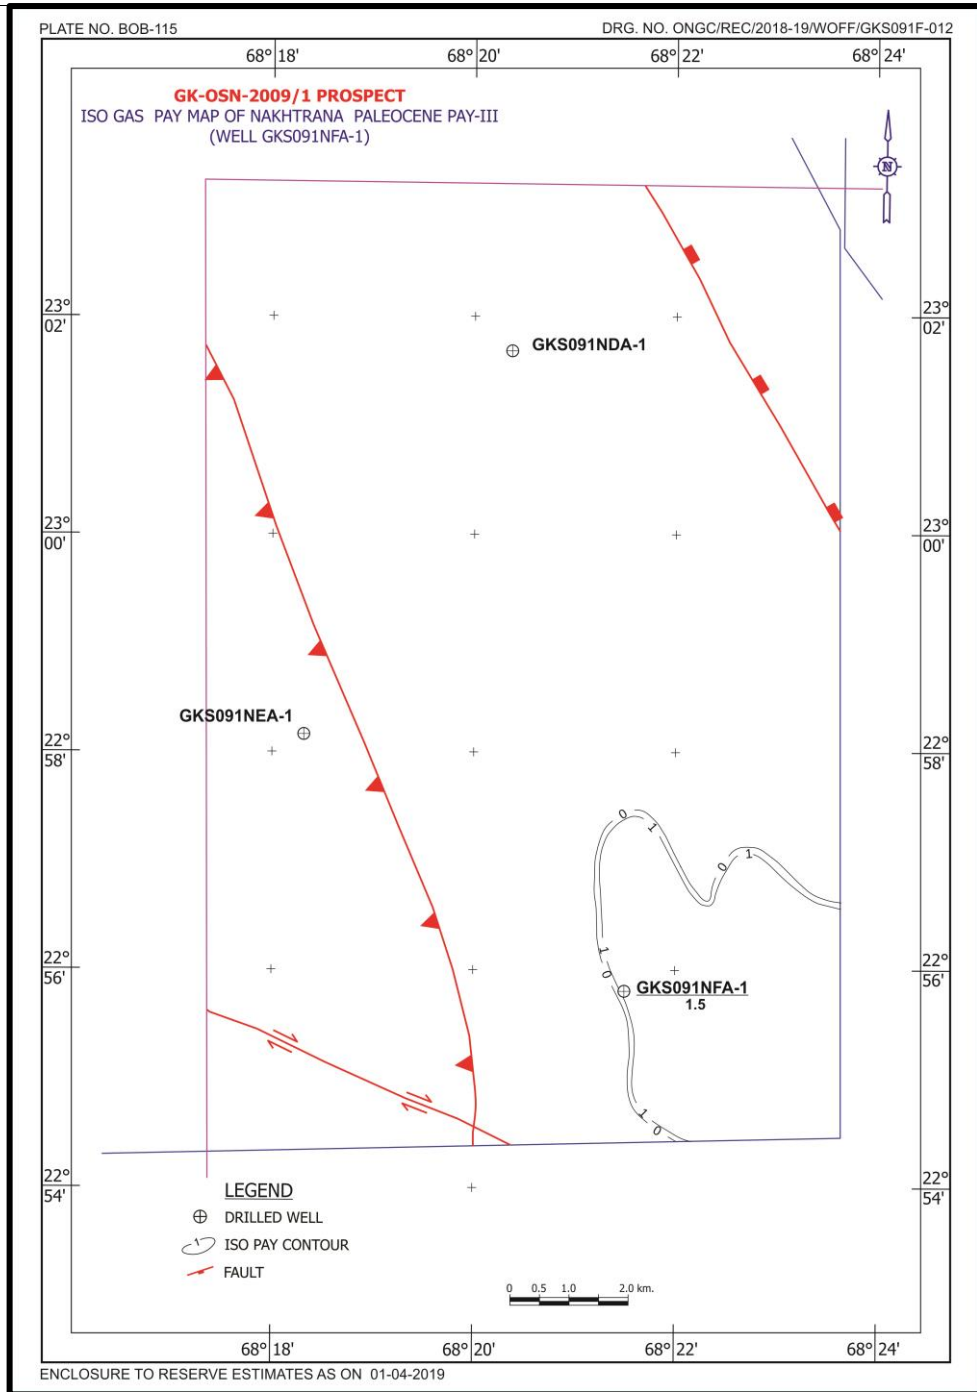 PLATE NO. BOB-115
DRG. NO. ONGC/REC/2018-19/WOFF/GKS091F-012
68° 18' 68° 20' 68° 22' 68° 24'
GK-OSN-2009/1 PROSPECT
ISO GAS PAY MAP OF NAKHTRANA PALEOCENE PAY-III
(WELL GKS091NFA-1)
N
23° 02'
23° 02'
GKS091NDA-1
23° 00'
23° 00'
GKS091NEA-1
22° 58'
22° 58'
0
1
0
1
1
0
22° 56'
22° 56'
GKS091NFA-1
1.5
1
0
22° 54'
22° 54'
LEGEND
DRILLED WELL
1 ISO PAY CONTOUR
FAULT
0 0.5 1.0 2.0 km.
68° 18' 68° 20' 68° 22' 68° 24'
ENCLOSURE TO RESERVE ESTIMATES AS ON 01-04-2019